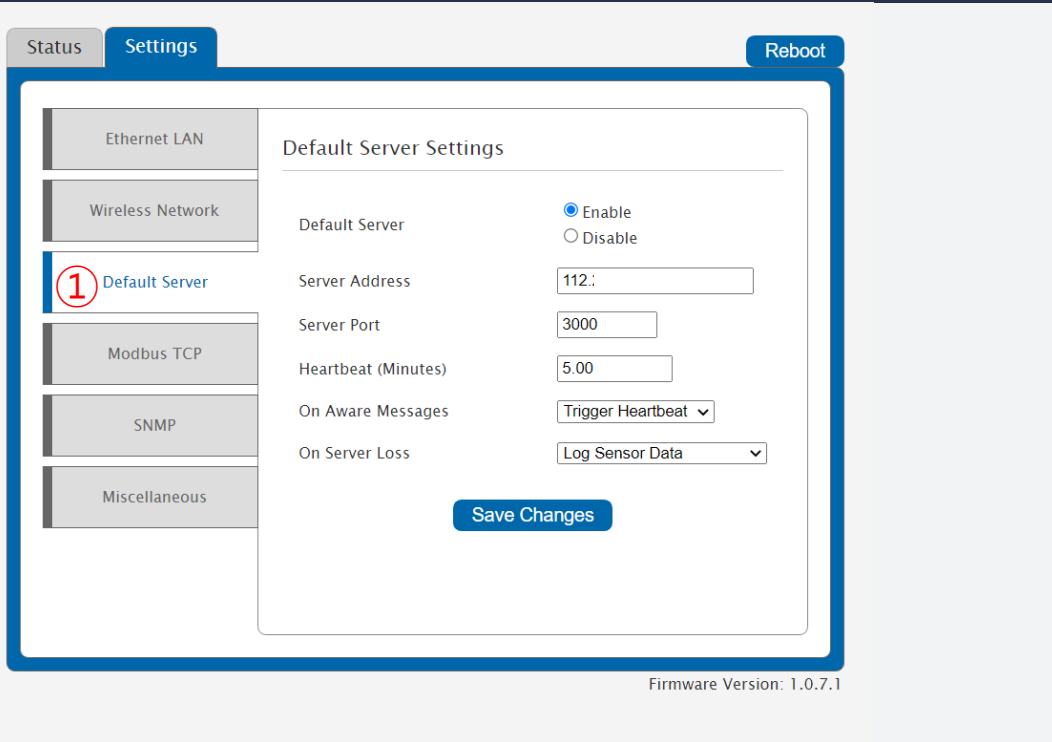 Status
Settings
Reboot
Ethernet LAN
Wireless Network
① Default Server
Modbus TCP
SNMP
Miscellaneous
Default Server Settings
Default Server
Enable
Disable
Server Address 112.
Server Port 3000
Heartbeat (Minutes) 5.00
On Aware Messages Trigger Heartbeat
On Server Loss Log Sensor Data
Save Changes
Firmware Version: 1.0.7.1